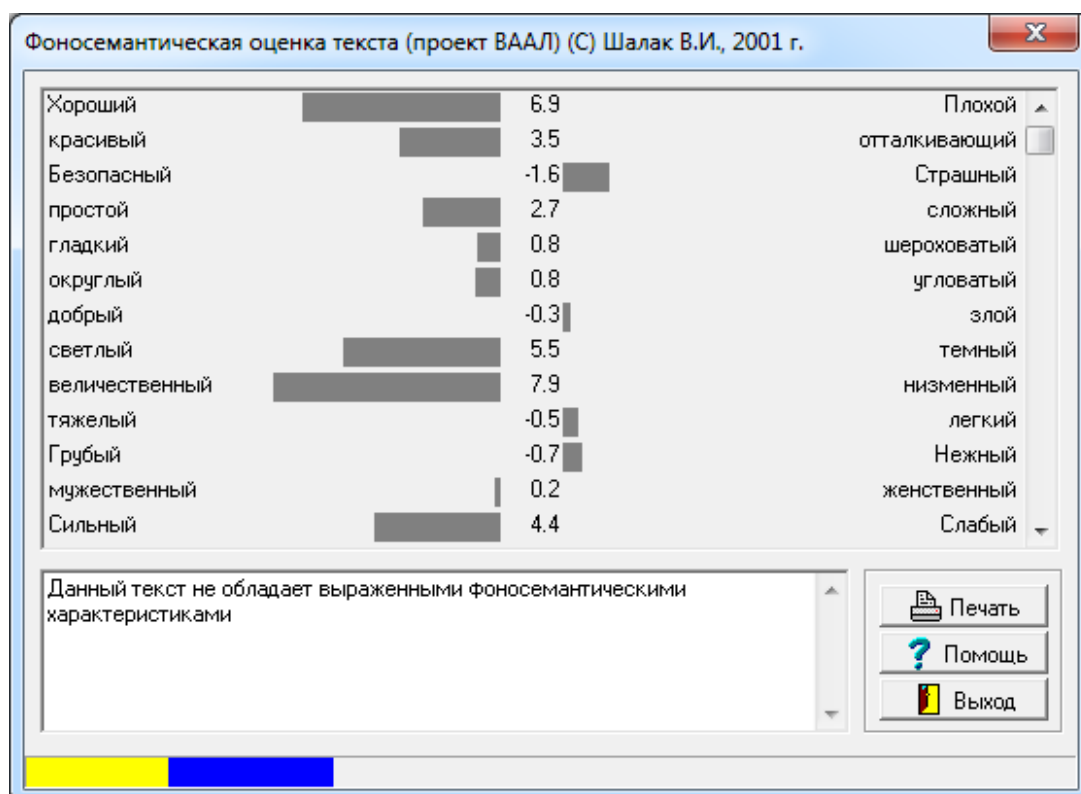 Фоносемантическая оценка текста (проект ВААЛ) (С) Шалак В.И., 2001 г.
Хороший 6.9 Плохой
красивый 3.5 отталкивающий
Безопасный -1.6 Страшный
простой 2.7 сложный
гладкий 0.8 шероховатый
округлый 0.8 угловатый
добрый -0.3 злой
светлый 5.5 темный
величественный 7.9 низменный
тяжелый -0.5 легкий
Грубый -0.7 Нежный
мужественный 0.2 женственный
Сильный 4.4 Слабый
Данный текст не обладает выраженными фоносемантическими
характеристиками
Печать
Помощь
Выход